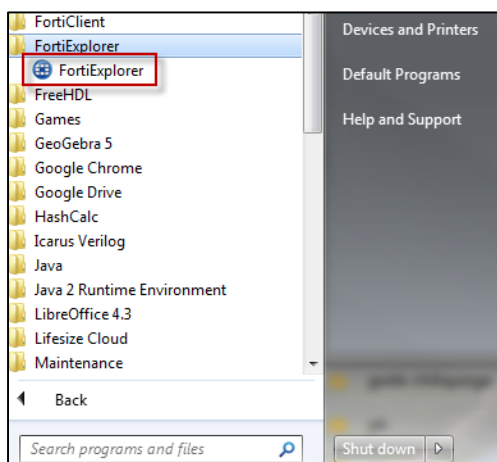 FortiClient
FortiExplorer
FortiExplorer
FreeHDL
Games
GeoGebra 5
Google Chrome
Google Drive
HashCalc
Icarus Verilog
Java
Java 2 Runtime Environment
LibreOffice 4.3
Lifesize Cloud
Maintenance
Back
Search programs and files
Devices and Printers
Default Programs
Help and Support
Shut down